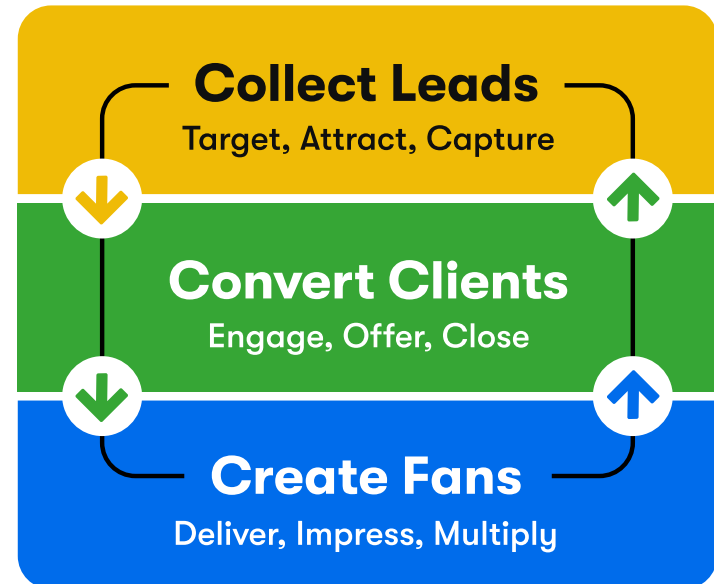 Collect Leads
Target, Attract, Capture
Convert Clients
Engage, Offer, Close
Create Fans
Deliver, Impress, Multiply